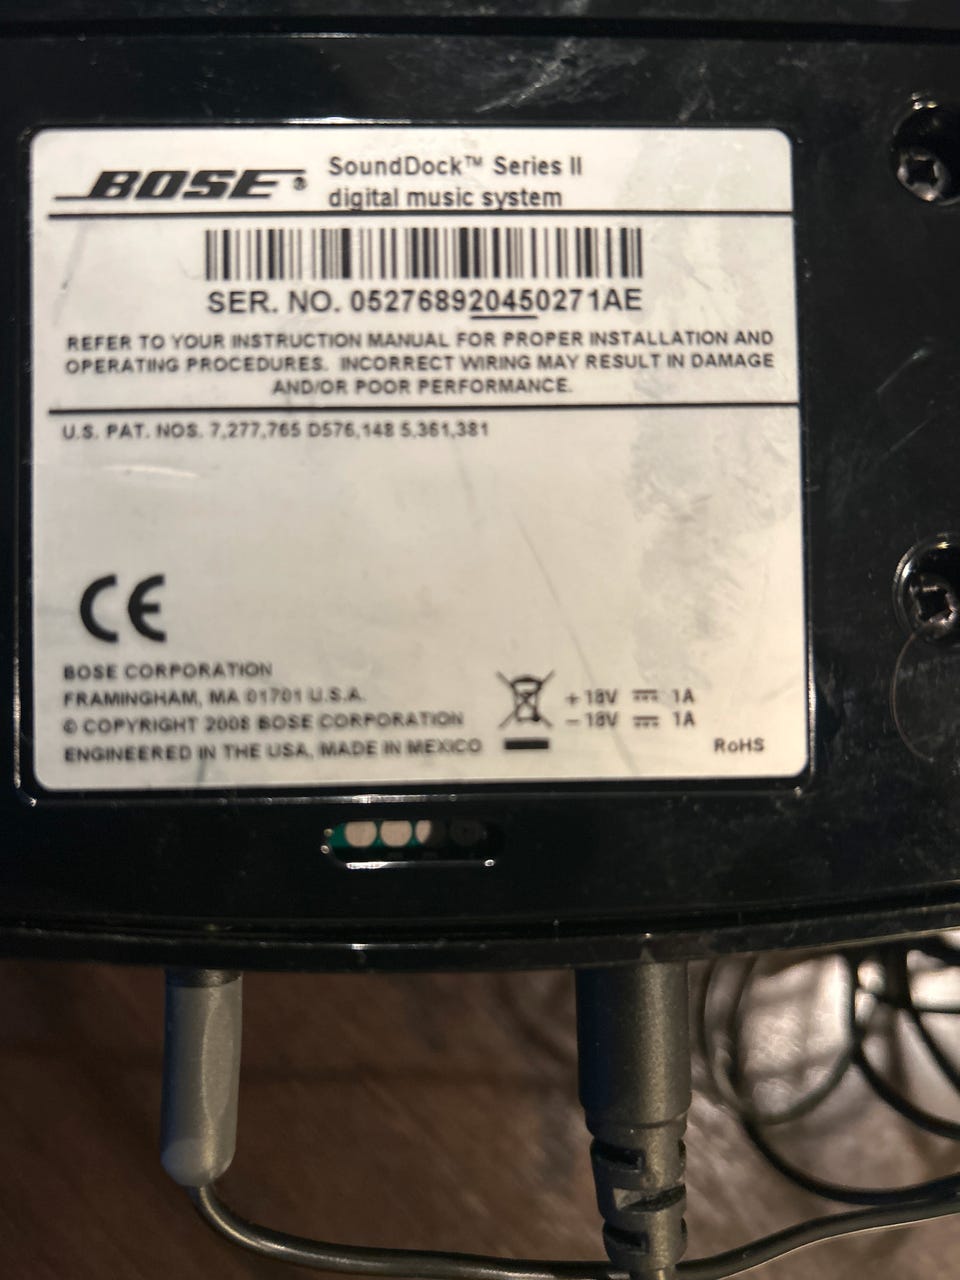 BOSE® SoundDock™ Series II
digital music system
SER. NO. 052768920450271AE
REFER TO YOUR INSTRUCTION MANUAL FOR PROPER INSTALLATION AND
OPERATING PROCEDURES. INCORRECT WIRING MAY RESULT IN DAMAGE
AND/OR POOR PERFORMANCE.
U.S. PAT. NOS. 7,277,765 D576,148 5,361,381
CE
BOSE CORPORATION
FRAMINGHAM, MA 01701 U.S.A.
© COPYRIGHT 2008 BOSE CORPORATION
ENGINEERED IN THE USA, MADE IN MEXICO
+18V ⎓ 1A
−18V ⎓ 1A
RoHS